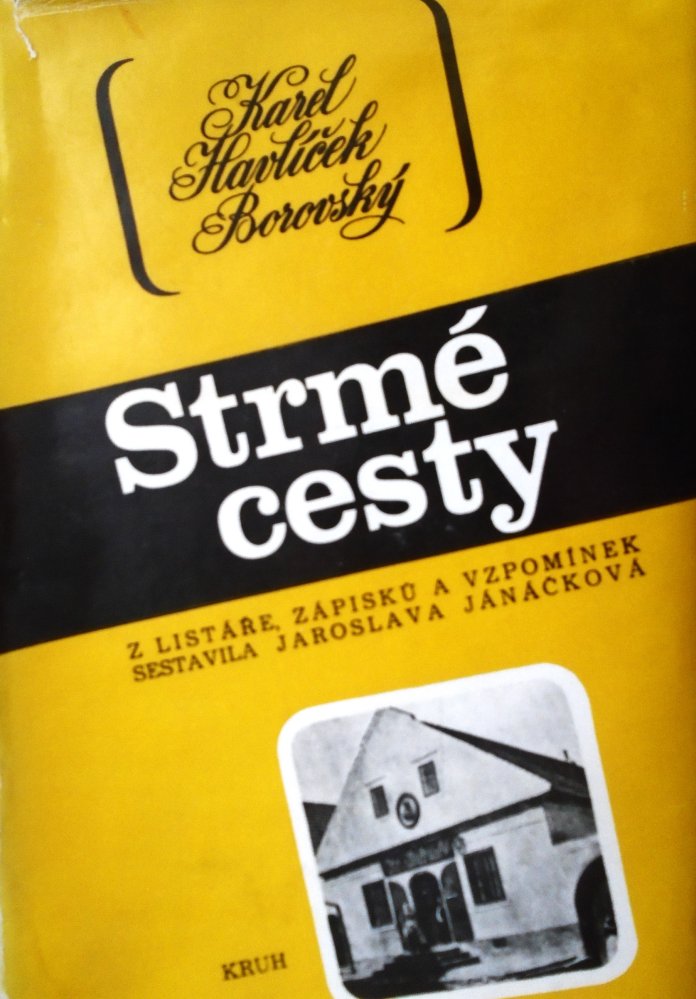 Karel
Havlíček
Borovský
Strmé
cesty
Z LISTÁŘE, ZÁPISKŮ A VZPOMÍNEK
SESTAVILA JAROSLAVA JÁNÁČKOVÁ
KRUH